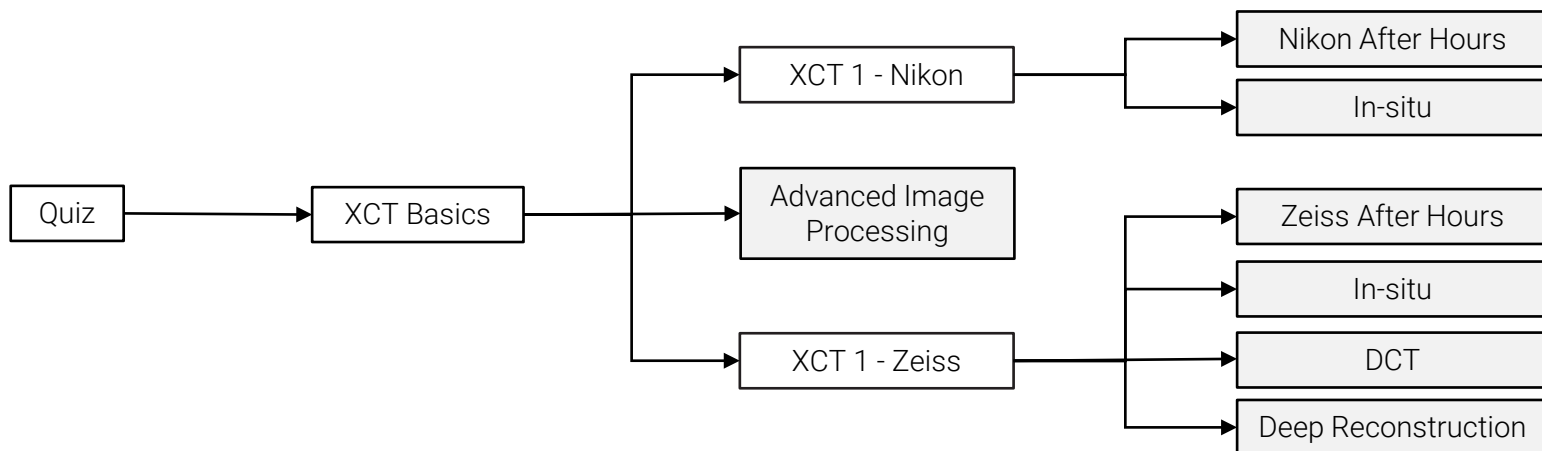 Quiz
XCT Basics
XCT 1 - Nikon
Advanced Image
Processing
XCT 1 - Zeiss
Nikon After Hours
In-situ
Zeiss After Hours
In-situ
DCT
Deep Reconstruction